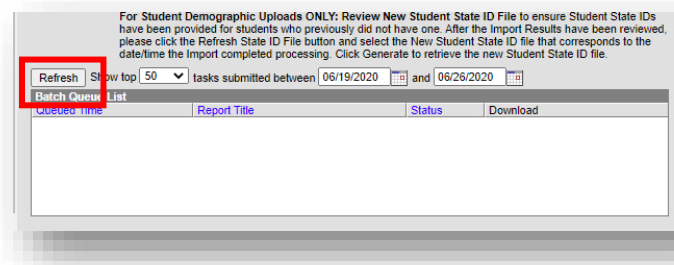 For Student Demographic Uploads ONLY: Review New Student State ID File to ensure Student State IDs
have been provided for students who previously did not have one. After the Import Results have been reviewed,
please click the Refresh State ID File button and select the New Student State ID file that corresponds to the
date/time the Import completed processing. Click Generate to retrieve the new Student State ID file.
Refresh Show top 50 tasks submitted between 06/19/2020 and 06/26/2020
Batch Queue List
Queued Time Report Title Status Download